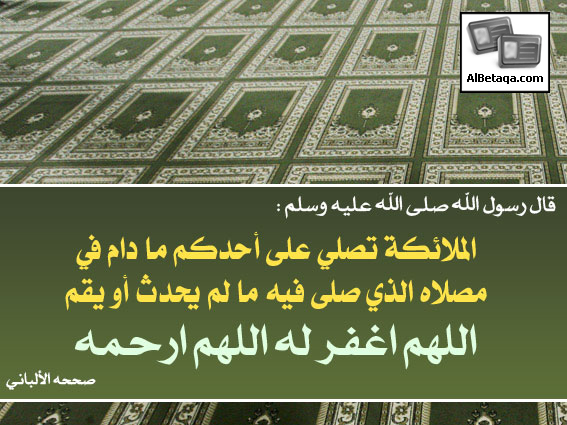 AlBetaqa.com
قال رسول الله صلى الله عليه وسلم :
الملائكة تصلي على أحدكم ما دام في
مصلاه الذي صلى فيه ما لم يحدث أو يقم
اللهم اغفر له اللهم ارحمه
صححه الألباني